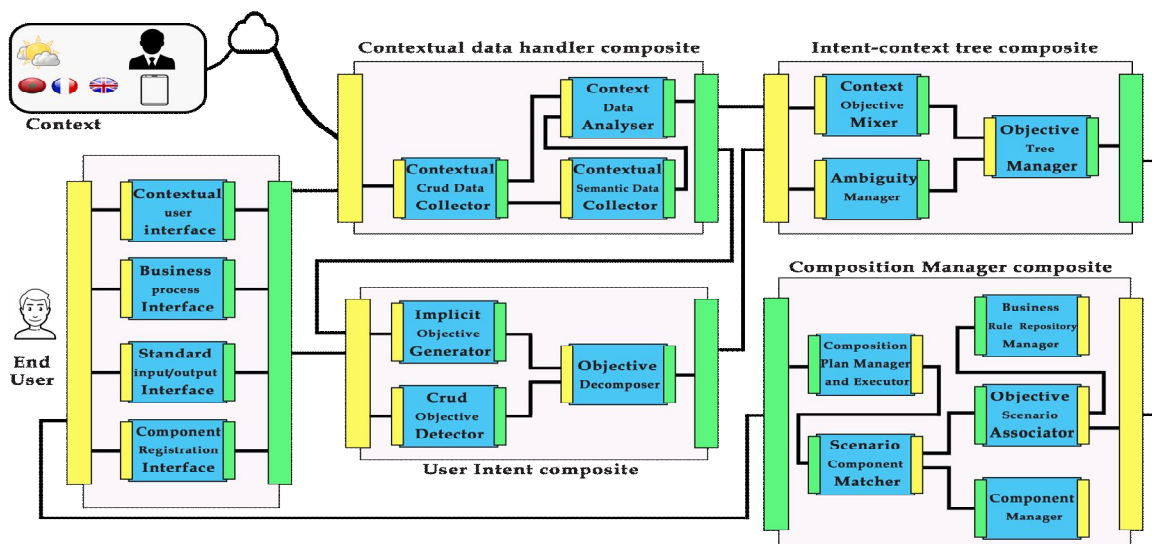 Context
End
User
Contextual
user
interface
Business
process
Interface
Standard
input/output
Interface
Component
Registration
Interface
Contextual data handler composite
Contextual
Crud Data
Collector
Context
Data
Analyser
Contextual
Semantic Data
Collector
Implicit
Objective
Generator
Crud
Objective
Detector
Objective
Decomposer
User Intent composite
Intent-context tree composite
Context
Objective
Mixer
Ambiguity
Manager
Objective
Tree
Manager
Composition Manager composite
Composition
Plan Manager
and Executor
Scenario
Component
Matcher
Business
Rule Repository
Manager
Objective
Scenario
Associator
Component
Manager